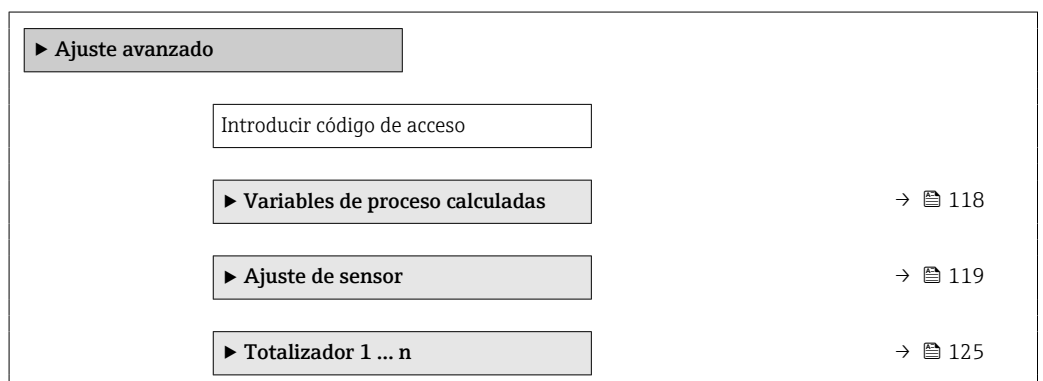 ▶ Ajuste avanzado
Introducir código de acceso
▶ Variables de proceso calculadas → 118
▶ Ajuste de sensor → 119
▶ Totalizador 1 ... n → 125